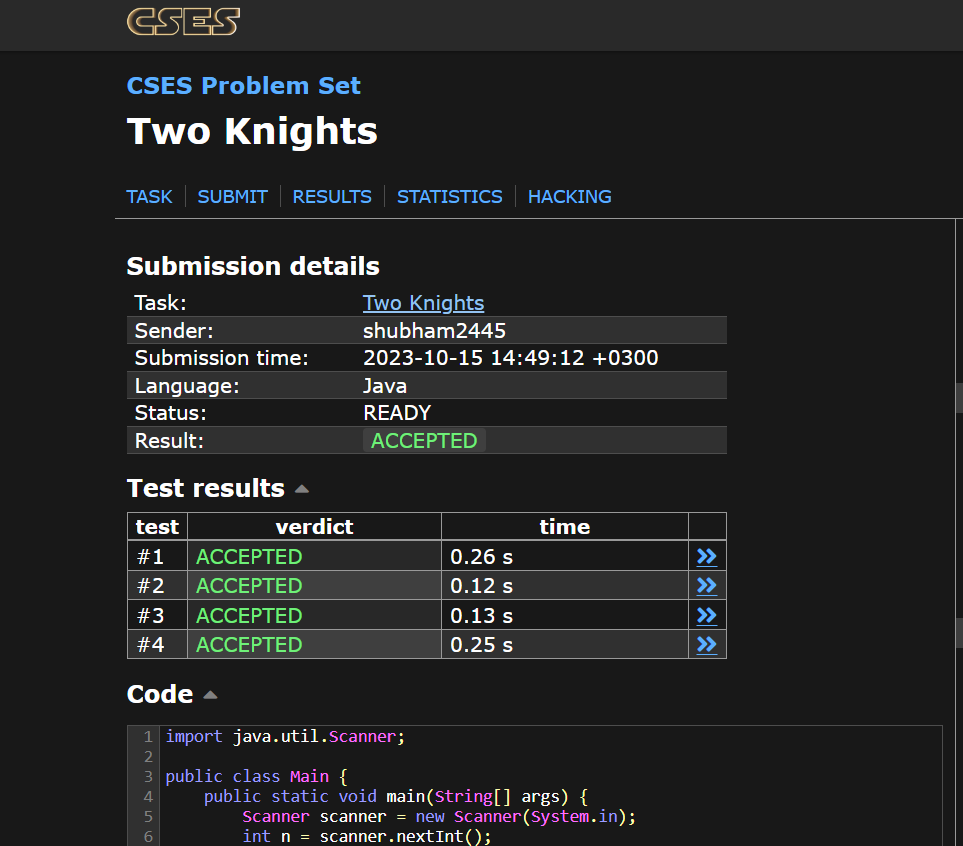 CSES
CSES Problem Set
Two Knights
TASK SUBMIT RESULTS STATISTICS HACKING
Submission details
Task: Two Knights
Sender: shubham2445
Submission time: 2023-10-15 14:49:12 +0300
Language: Java
Status: READY
Result: ACCEPTED
Test results
test verdict time
#1 ACCEPTED 0.26 s »
#2 ACCEPTED 0.12 s »
#3 ACCEPTED 0.13 s »
#4 ACCEPTED 0.25 s »
Code
1 import java.util.Scanner;
2
3 public class Main {
4     public static void main(String[] args) {
5         Scanner scanner = new Scanner(System.in);
6         int n = scanner.nextInt();